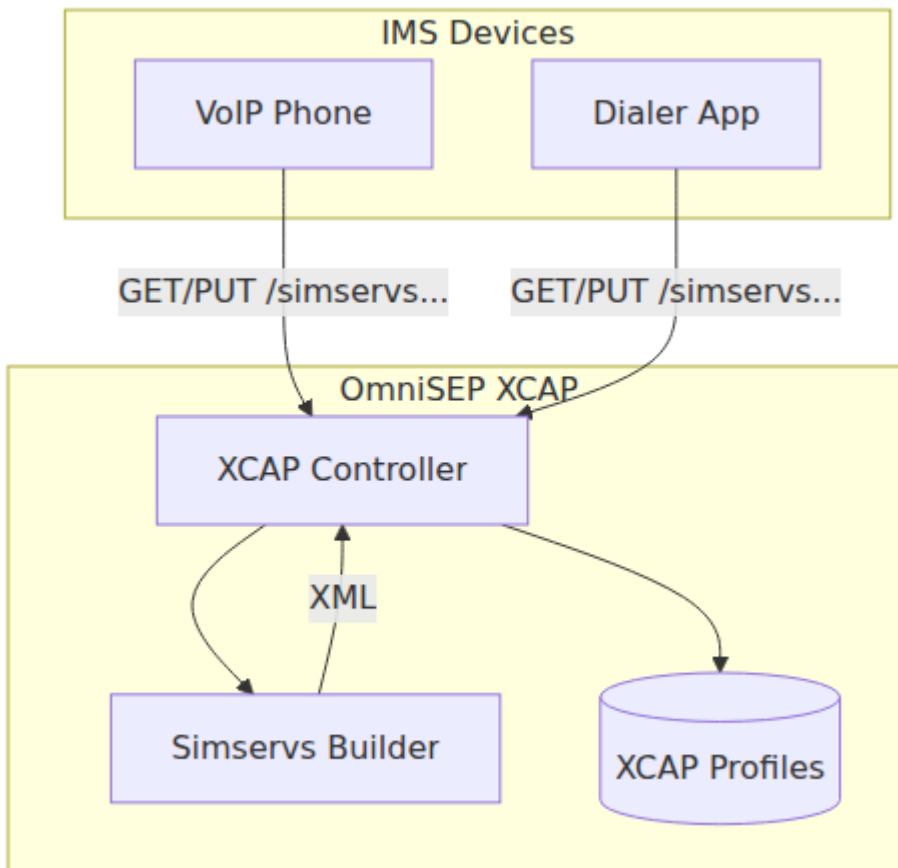 IMS Devices
VoIP Phone
Dialer App
GET/PUT /simservs...
GET/PUT /simservs...
OmniSEP XCAP
XCAP Controller
XML
Simservs Builder
XCAP Profiles